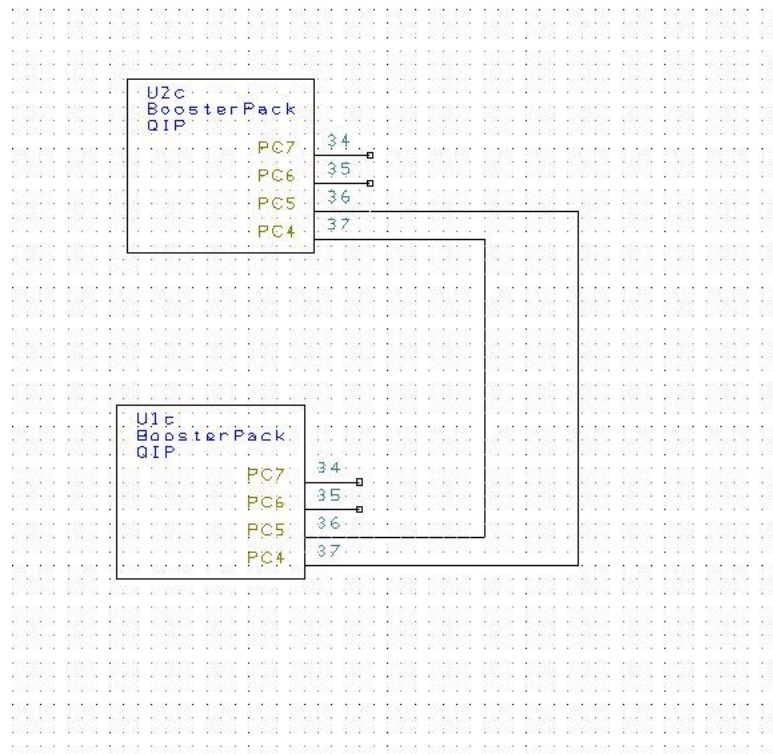 U2c
BoosterPack
QIP
PC7 34
PC6 35
PC5 36
PC4 37
U1c
BoosterPack
QIP
PC7 34
PC6 35
PC5 36
PC4 37